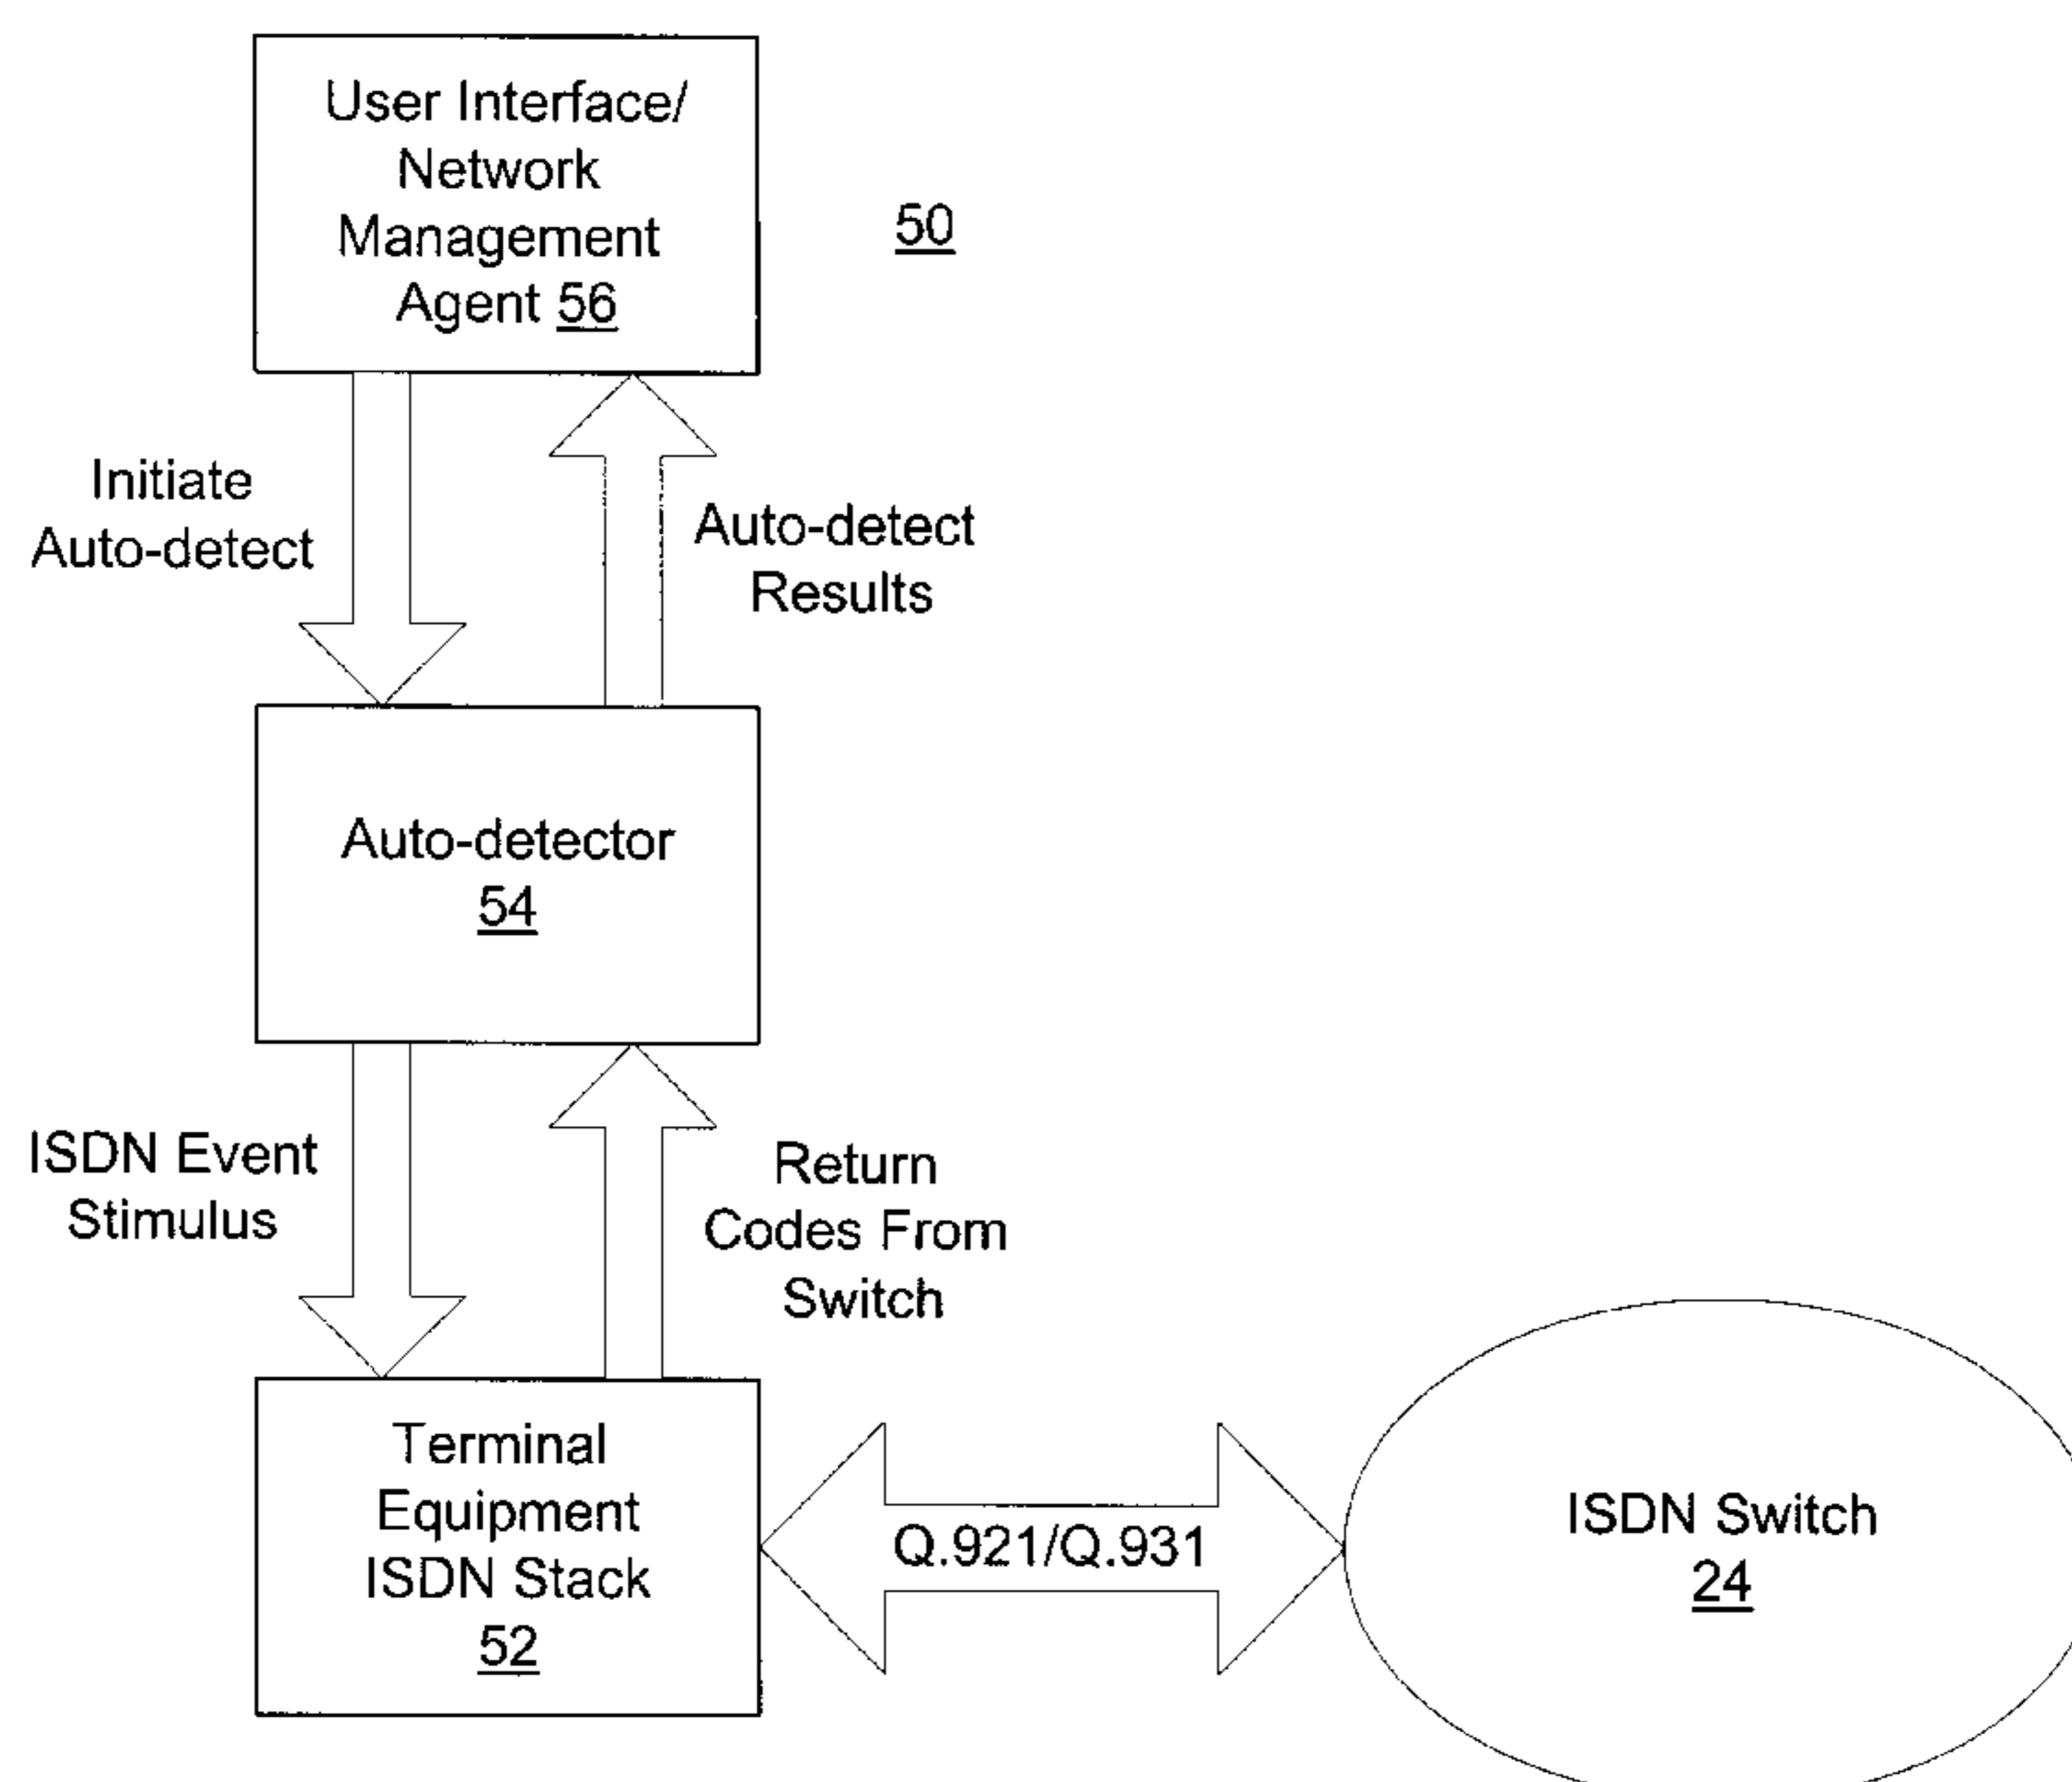 User Interface/
Network
Management
Agent 56
50
Initiate
Auto-detect
Auto-detect
Results
Auto-detector
54
ISDN Event
Stimulus
Return
Codes From
Switch
Terminal
Equipment
ISDN Stack
52
Q.921/Q.931
ISDN Switch
24